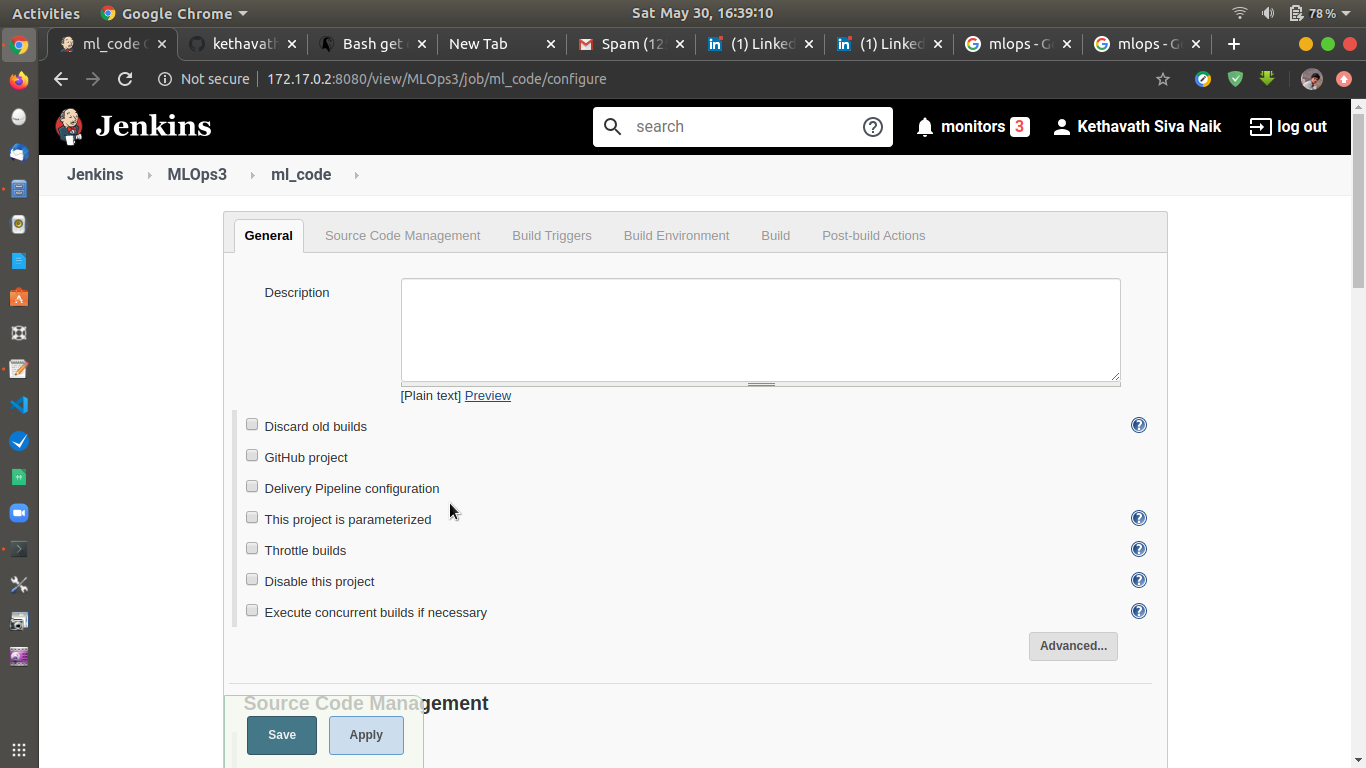 Activities Google Chrome Sat May 30, 16:39:10 78%
ml_code kethavat Bash get New Tab Spam (12 (1) Linked (1) Linked mlops - G mlops - G
Not secure 172.17.0.2:8080/view/MLOps3/job/ml_code/configure
Jenkins search monitors 3 Kethavath Siva Naik log out
Jenkins MLOps3 ml_code
General Source Code Management Build Triggers Build Environment Build Post-build Actions
Description
[Plain text] Preview
Discard old builds
GitHub project
Delivery Pipeline configuration
This project is parameterized
Throttle builds
Disable this project
Execute concurrent builds if necessary
Advanced...
Source Code Management
Save Apply